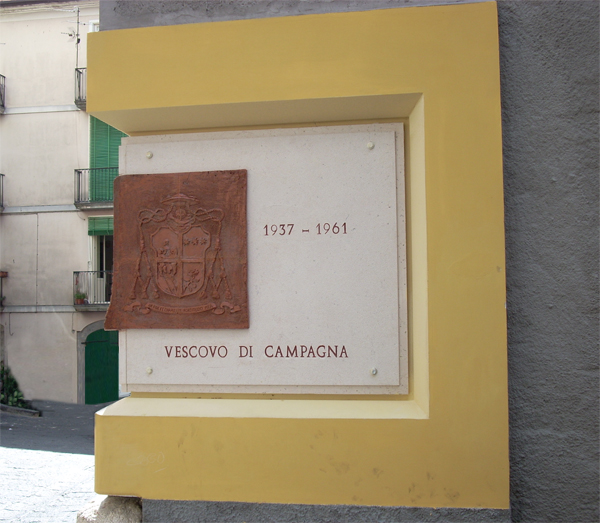 1937 – 1961
VESCOVO DI CAMPAGNA